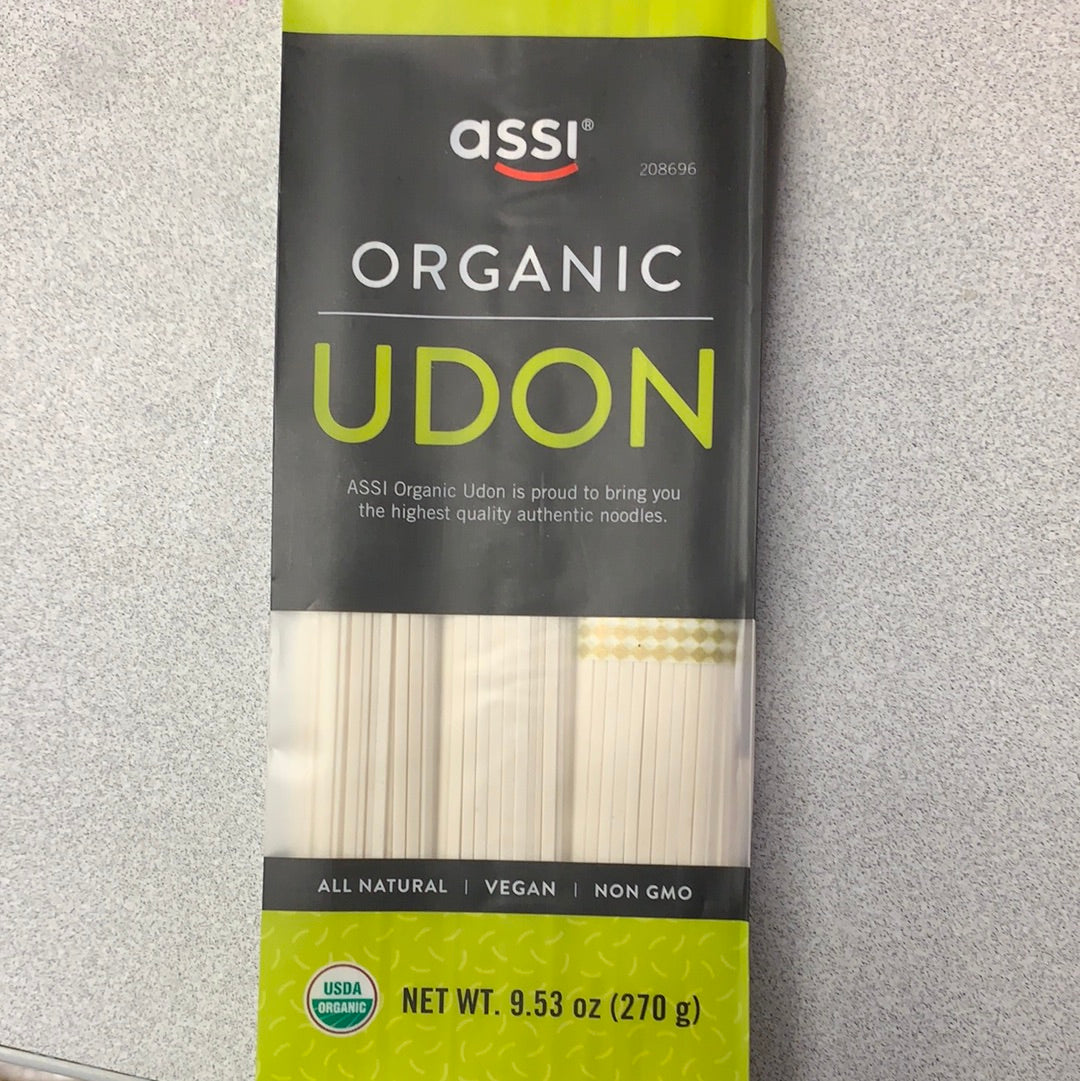 assi®
208696
ORGANIC
UDON
ASSI Organic Udon is proud to bring you
the highest quality authentic noodles.
ALL NATURAL | VEGAN | NON GMO
USDA
ORGANIC
NET WT. 9.53 oz (270 g)